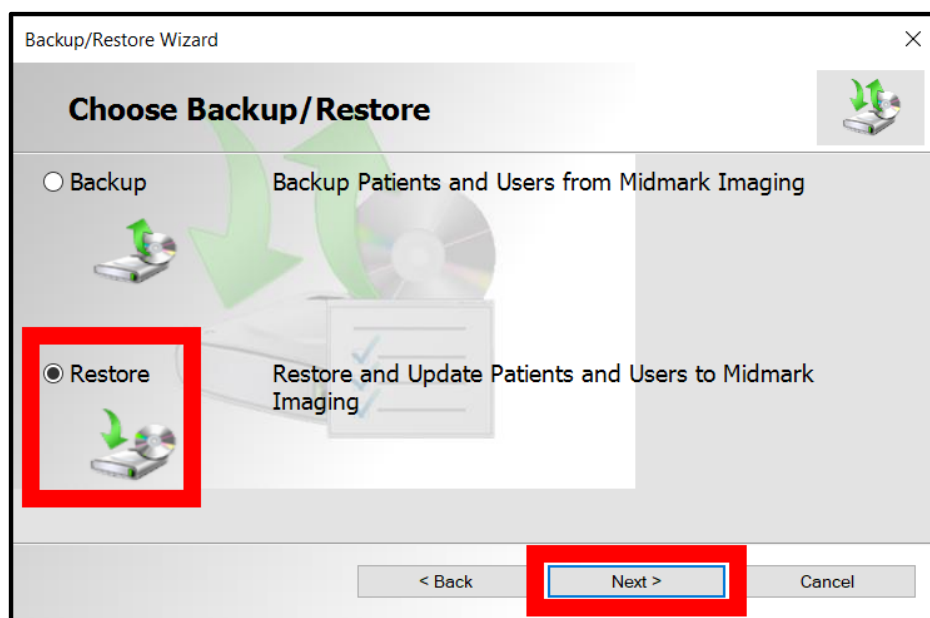 Backup/Restore Wizard
Choose Backup/Restore
Backup
Backup Patients and Users from Midmark Imaging
Restore
Restore and Update Patients and Users to Midmark
Imaging
< Back
Next >
Cancel